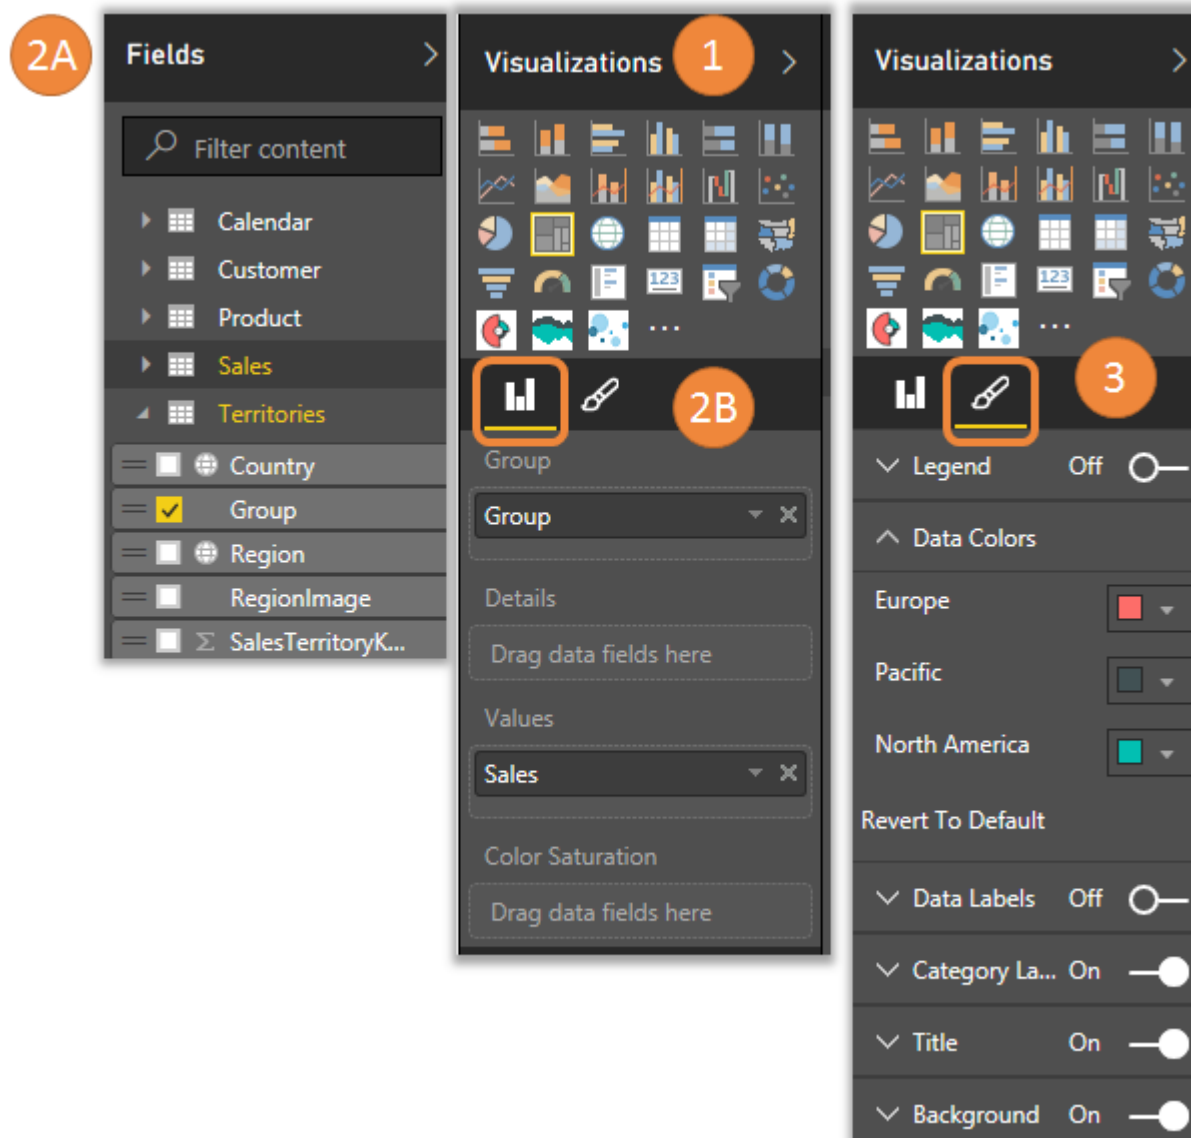 2A
Fields
Filter content
Calendar
Customer
Product
Sales
Territories
Country
Group
Region
RegionImage
SalesTerritoryK...
Visualizations
1
123
2B
Group
Group
Details
Drag data fields here
Values
Sales
Color Saturation
Drag data fields here
Visualizations
123
3
Legend Off
Data Colors
Europe
Pacific
North America
Revert To Default
Data Labels Off
Category La... On
Title On
Background On